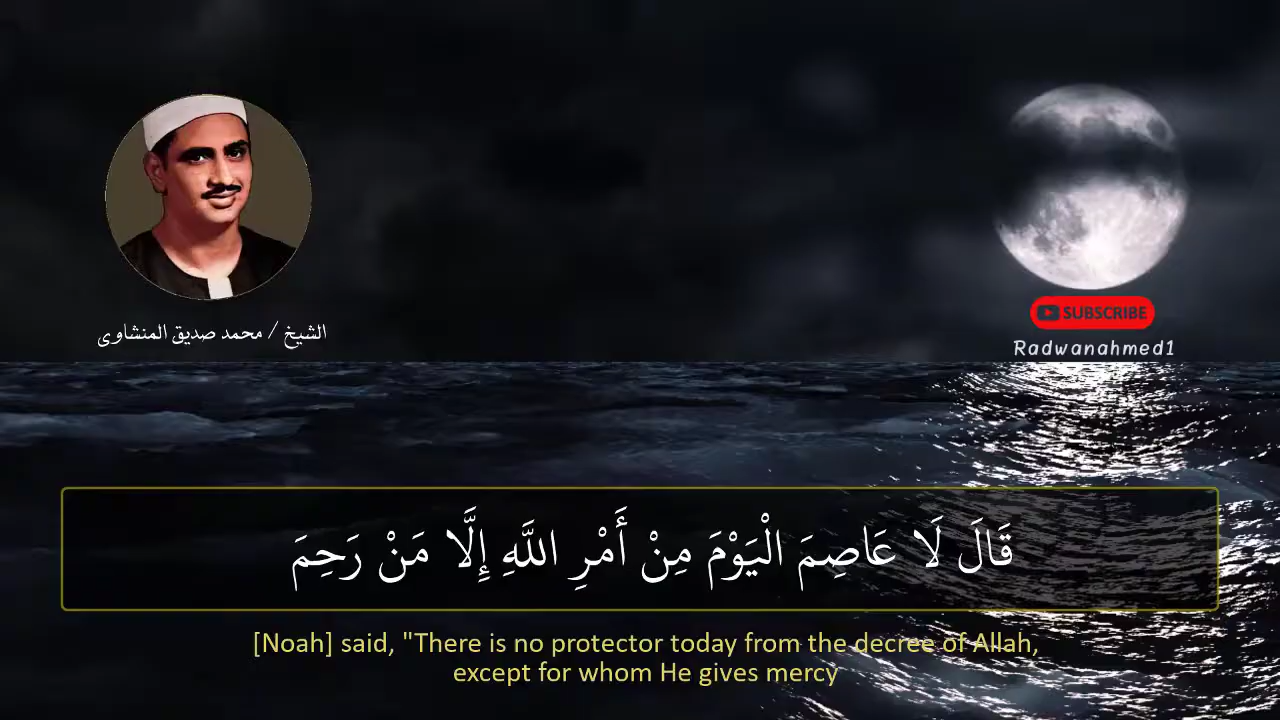 الشيخ / محمد صديق المنشاوى
SUBSCRIBE
Radwanahmed1
قَالَ لَا عَاصِمَ الْيَوْمَ مِنْ أَمْرِ اللَّهِ إِلَّا مَنْ رَحِمَ
[Noah] said, "There is no protector today from the decree of Allah,
except for whom He gives mercy